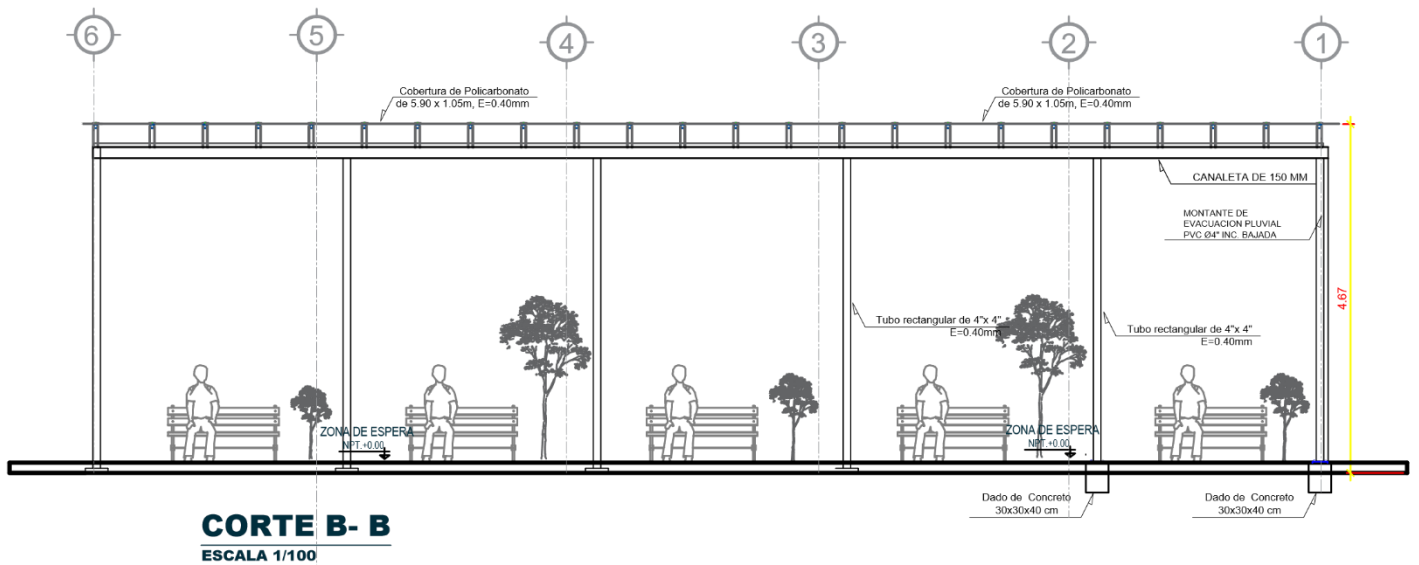 6 5 4 3 2 1
Cobertura de Policarbonato
de 5.90 x 1.05m, E=0.40mm
Cobertura de Policarbonato
de 5.90 x 1.05m, E=0.40mm
CANALETA DE 150 MM
MONTANTE DE
EVACUACION PLUVIAL
PVC Ø4" INC. BAJADA
4.67
Tubo rectangular de 4"x 4"
E=0.40mm
Tubo rectangular de 4"x 4"
E=0.40mm
ZONA DE ESPERA
NPT.+0.00
ZONA DE ESPERA
NPT.+0.00
Dado de Concreto
30x30x40 cm
Dado de Concreto
30x30x40 cm
CORTE B- B
ESCALA 1/100